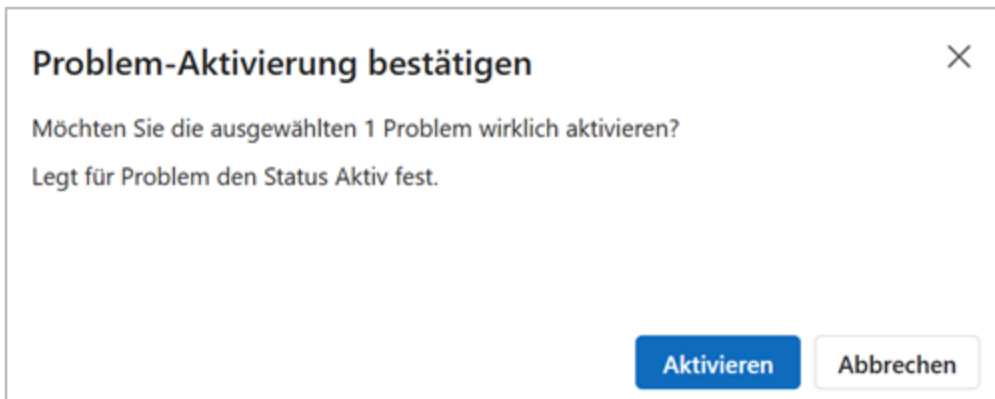 Problem-Aktivierung bestätigen
Möchten Sie die ausgewählten 1 Problem wirklich aktivieren?
Legt für Problem den Status Aktiv fest.
Aktivieren
Abbrechen